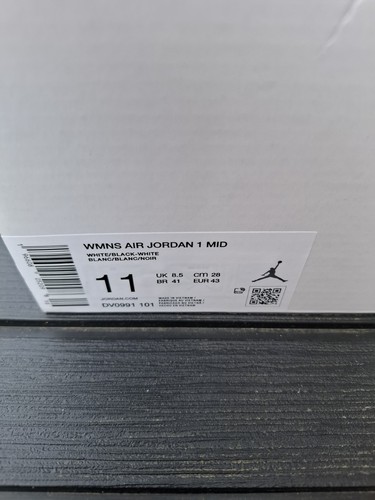 WMNS AIR JORDAN 1 MID
WHITE/BLACK-WHITE
BLANC/BLANC/NOIR
11
UK 8.5 C/TI 28
BR 41 EUR 43
JORDAN.COM
DV0991 101
MADE IN VIETNAM /